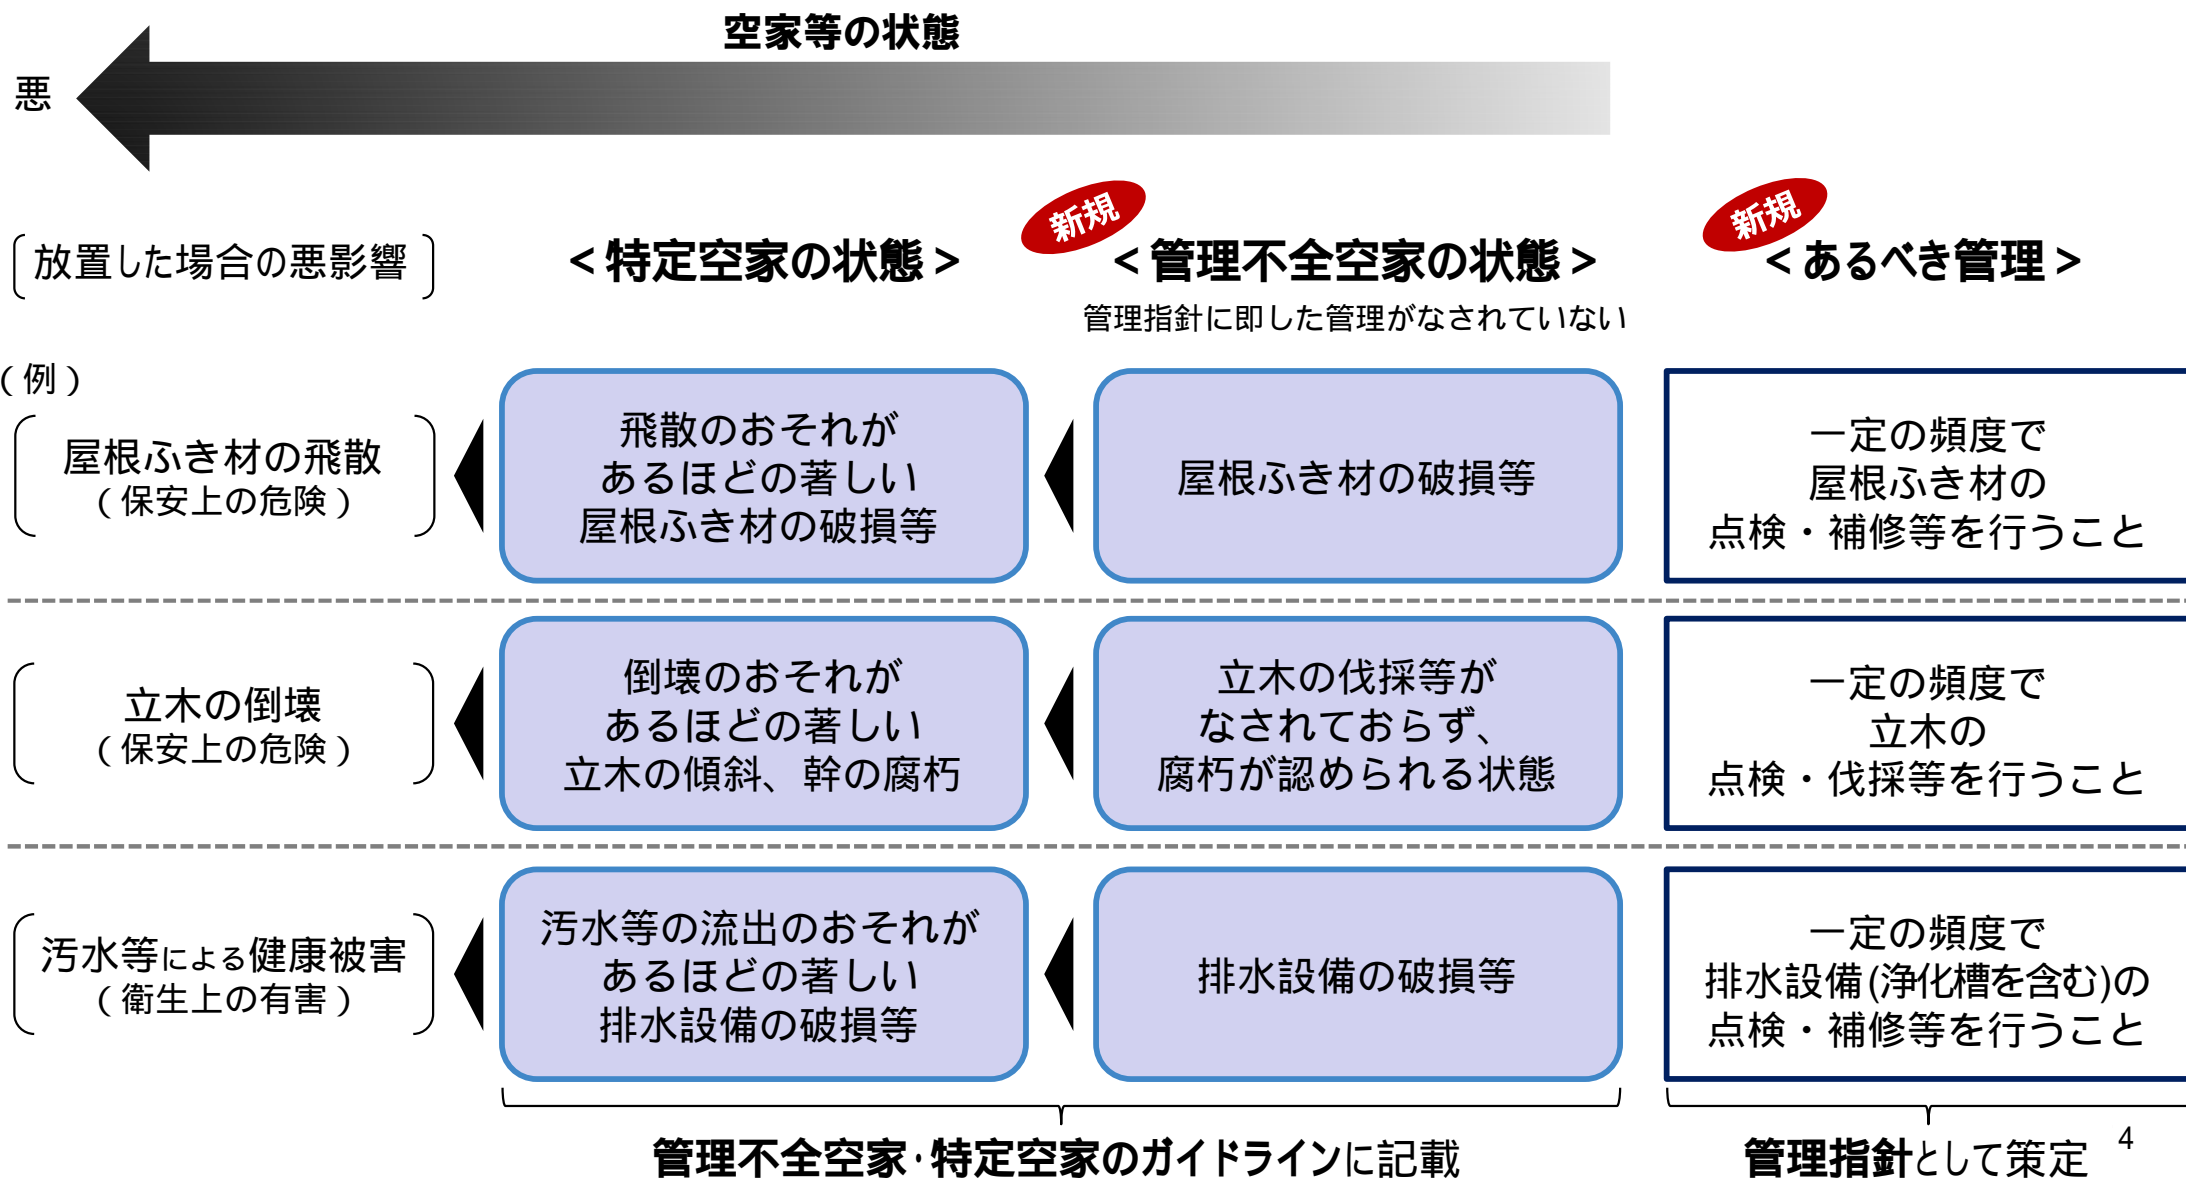 空家等の状態
悪
放置した場合の悪影響
<特定空家の状態>
新規
<管理不全空家の状態>
管理指針に即した管理がなされていない
新規
<あるべき管理>
(例)
屋根ふき材の飛散
(保安上の危険)
飛散のおそれが
あるほどの著しい
屋根ふき材の破損等
屋根ふき材の破損等
一定の頻度で
屋根ふき材の
点検・補修等を行うこと
立木の倒壊
(保安上の危険)
倒壊のおそれが
あるほどの著しい
立木の傾斜、幹の腐朽
立木の伐採等が
なされておらず、
腐朽が認められる状態
一定の頻度で
立木の
点検・伐採等を行うこと
汚水等による健康被害
(衛生上の有害)
汚水等の流出のおそれが
あるほどの著しい
排水設備の破損等
排水設備の破損等
一定の頻度で
排水設備(浄化槽を含む)の
点検・補修等を行うこと
管理不全空家・特定空家のガイドラインに記載
管理指針として策定
4